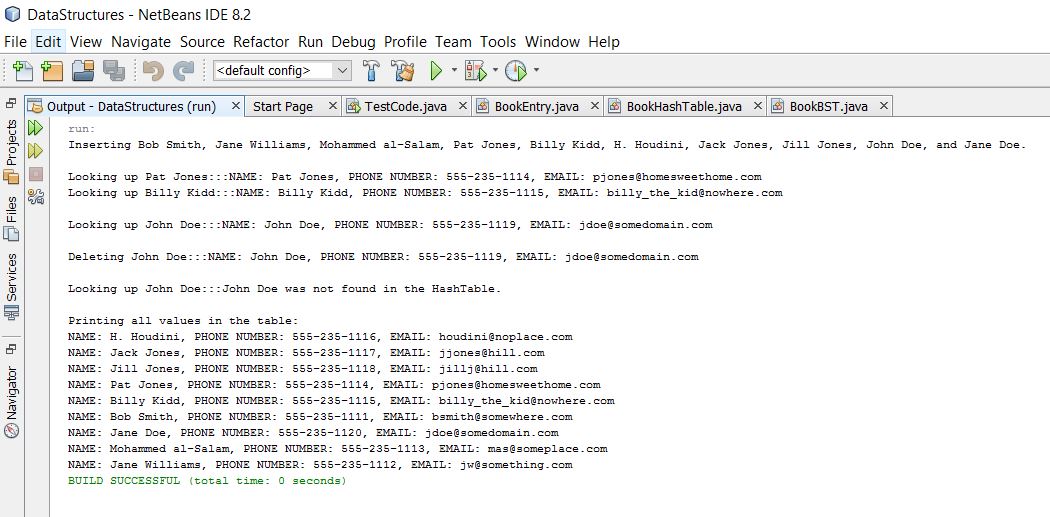 DataStructures - NetBeans IDE 8.2
File Edit View Navigate Source Refactor Run Debug Profile Team Tools Window Help
<default config>
Output - DataStructures (run) × Start Page × TestCode.java × BookEntry.java × BookHashTable.java × BookBST.java ×
Projects
Files
Services
Navigator
run:
Inserting Bob Smith, Jane Williams, Mohammed al-Salam, Pat Jones, Billy Kidd, H. Houdini, Jack Jones, Jill Jones, John Doe, and Jane Doe.
Looking up Pat Jones:::NAME: Pat Jones, PHONE NUMBER: 555-235-1114, EMAIL: pjones@homesweethome.com
Looking up Billy Kidd:::NAME: Billy Kidd, PHONE NUMBER: 555-235-1115, EMAIL: billy_the_kid@nowhere.com
Looking up John Doe:::NAME: John Doe, PHONE NUMBER: 555-235-1119, EMAIL: jdoe@somedomain.com
Deleting John Doe:::NAME: John Doe, PHONE NUMBER: 555-235-1119, EMAIL: jdoe@somedomain.com
Looking up John Doe:::John Doe was not found in the HashTable.
Printing all values in the table:
NAME: H. Houdini, PHONE NUMBER: 555-235-1116, EMAIL: houdini@noplace.com
NAME: Jack Jones, PHONE NUMBER: 555-235-1117, EMAIL: jjones@hill.com
NAME: Jill Jones, PHONE NUMBER: 555-235-1118, EMAIL: jillj@hill.com
NAME: Pat Jones, PHONE NUMBER: 555-235-1114, EMAIL: pjones@homesweethome.com
NAME: Billy Kidd, PHONE NUMBER: 555-235-1115, EMAIL: billy_the_kid@nowhere.com
NAME: Bob Smith, PHONE NUMBER: 555-235-1111, EMAIL: bsmith@somewhere.com
NAME: Jane Doe, PHONE NUMBER: 555-235-1120, EMAIL: jdoe@somedomain.com
NAME: Mohammed al-Salam, PHONE NUMBER: 555-235-1113, EMAIL: mas@someplace.com
NAME: Jane Williams, PHONE NUMBER: 555-235-1112, EMAIL: jw@something.com
BUILD SUCCESSFUL (total time: 0 seconds)